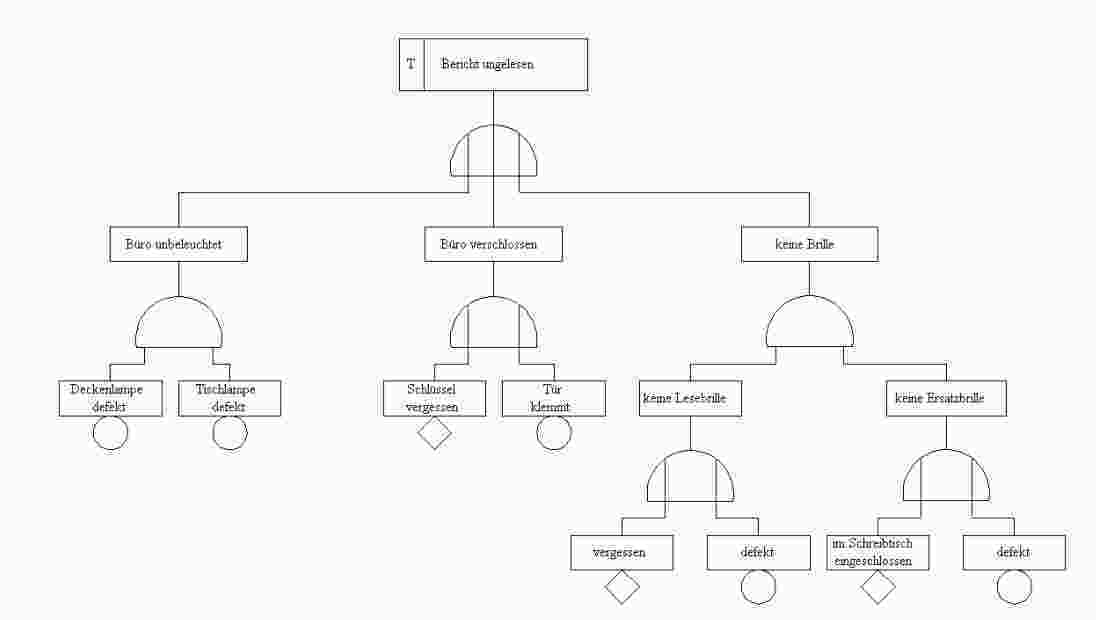 T Bericht ungelesen
Büro unbeleuchtet
Büro verschlossen
keine Brille
Deckenlampe
defekt
Tischlampe
defekt
Schlüssel
vergessen
Tür
klemmt
keine Lesebrille
keine Ersatzbrille
vergessen
defekt
im Schreibtisch
eingeschlossen
defekt